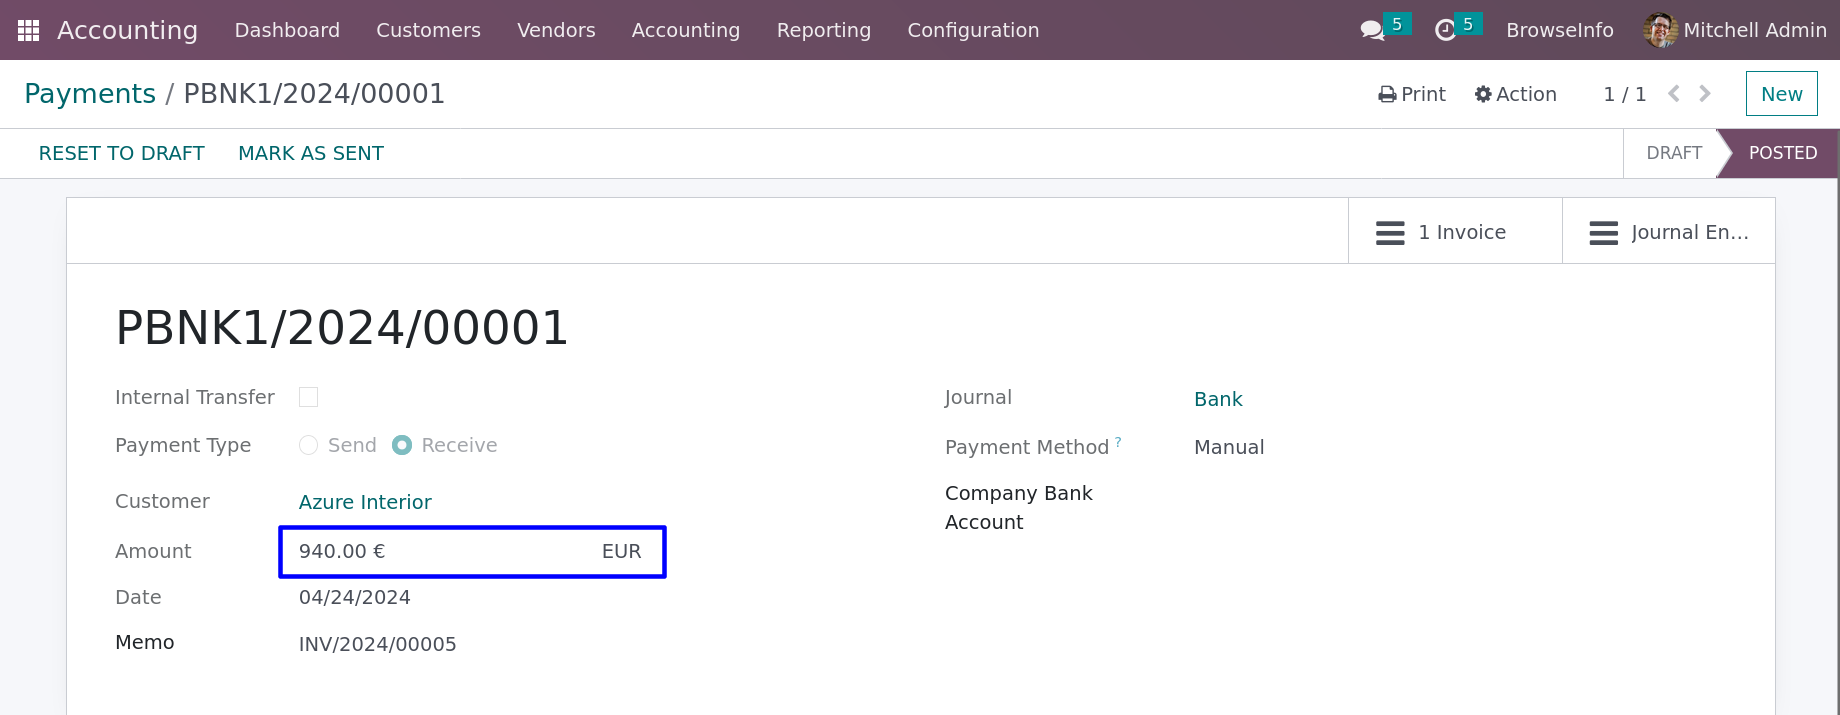 Accounting Dashboard Customers Vendors Accounting Reporting Configuration 5 5 BrowseInfo Mitchell Admin
Payments / PBNK1/2024/00001 Print Action 1 / 1 New
RESET TO DRAFT MARK AS SENT DRAFT POSTED
1 Invoice Journal En...
PBNK1/2024/00001
Internal Transfer
Payment Type Send Receive
Customer Azure Interior
Amount 940.00 € EUR
Date 04/24/2024
Memo INV/2024/00005
Journal Bank
Payment Method ? Manual
Company Bank
Account